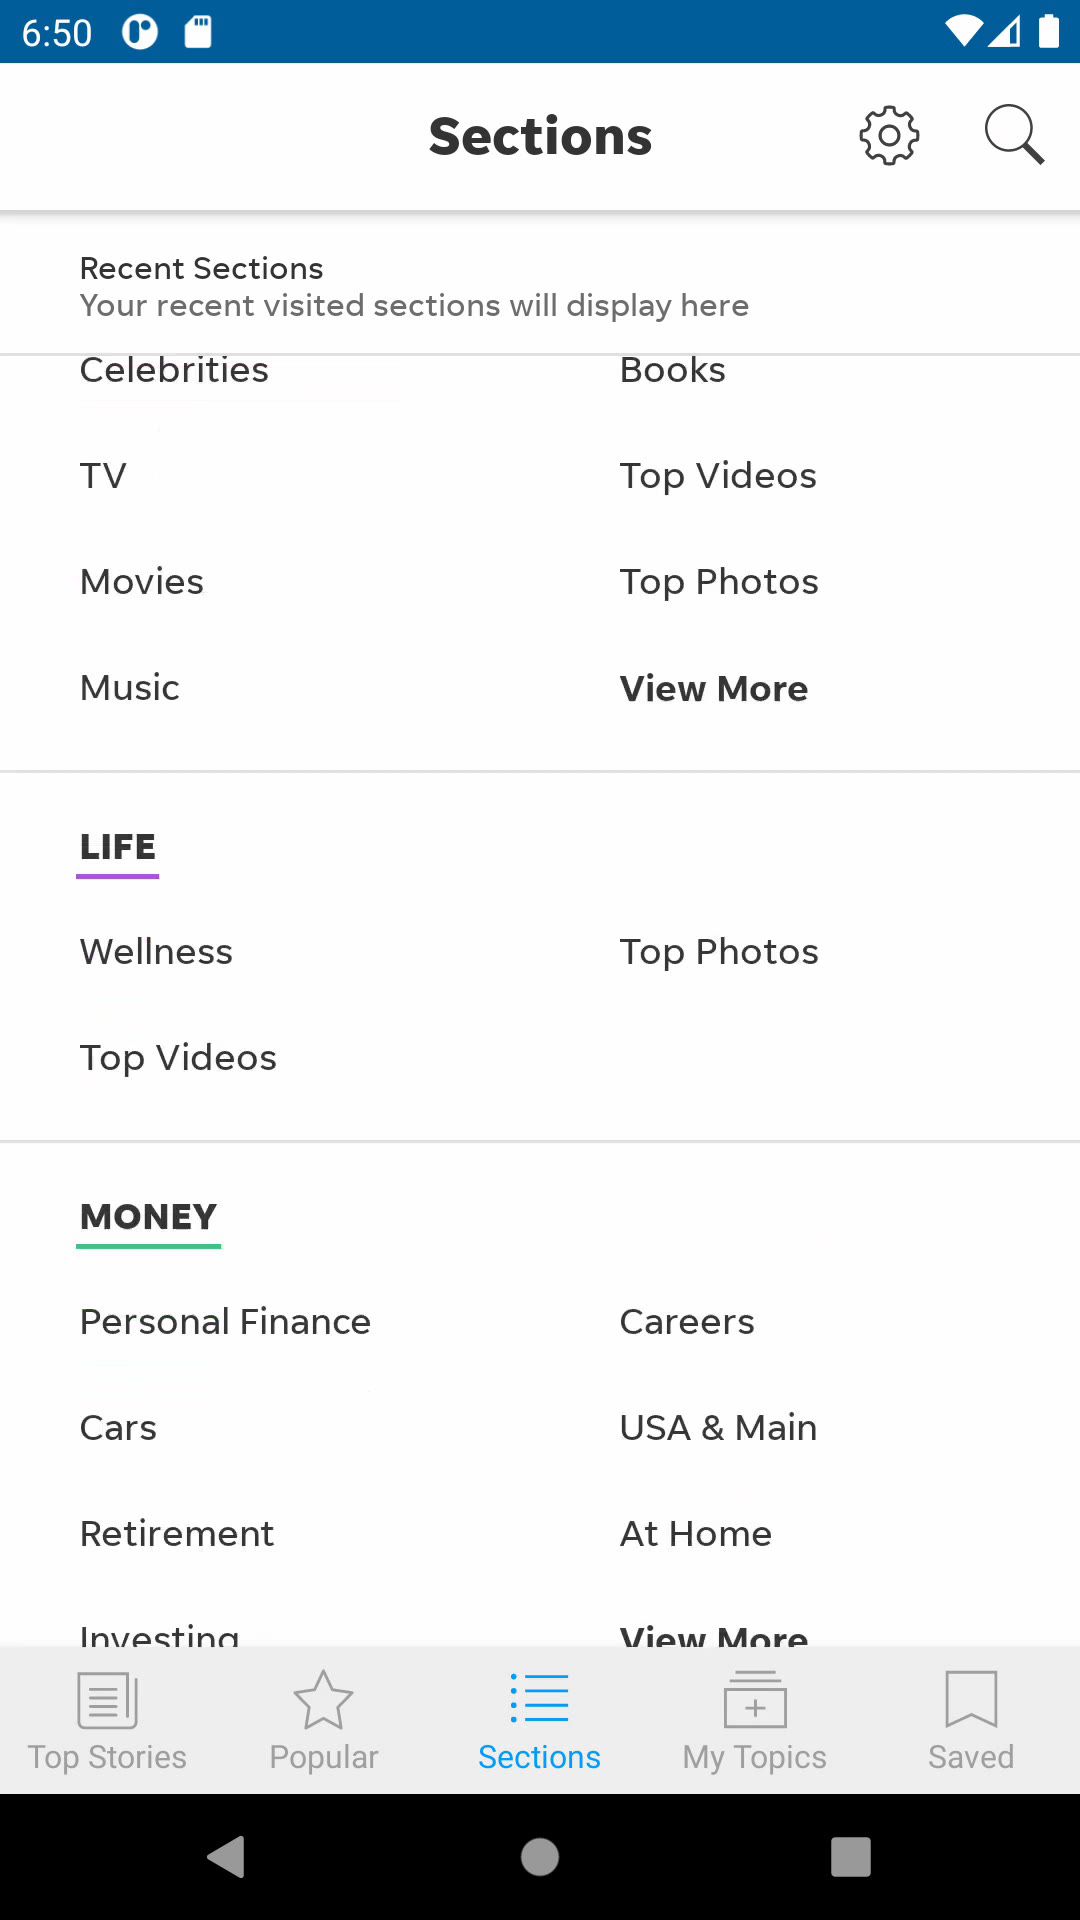 6:50
Sections
Recent Sections
Your recent visited sections will display here
Celebrities
Books
TV
Top Videos
Movies
Top Photos
Music
View More
LIFE
Wellness
Top Photos
Top Videos
MONEY
Personal Finance
Careers
Cars
USA & Main
Retirement
At Home
Investing
View More
Top Stories
Popular
Sections
My Topics
Saved